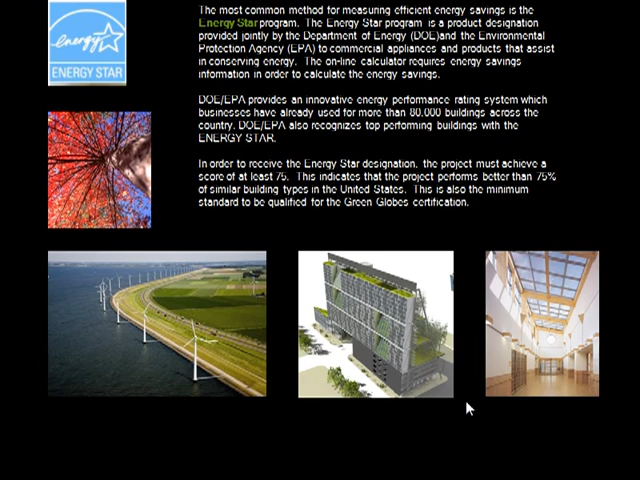 energy
ENERGY STAR
The most common method for measuring efficient energy savings is the
Energy Star program. The Energy Star program is a product designation
provided jointly by the Department of Energy (DOE)and the Environmental
Protection Agency (EPA) to commercial appliances and products that assist
in conserving energy. The on-line calculator requires energy savings
information in order to calculate the energy savings.
DOE/EPA provides an innovative energy performance rating system which
businesses have already used for more than 80,000 buildings across the
country. DOE/EPA also recognizes top performing buildings with the
ENERGY STAR.
In order to receive the Energy Star designation, the project must achieve a
score of at least 75. This indicates that the project performs better than 75%
of similar building types in the United States. This is also the minimum
standard to be qualified for the Green Globes certification.